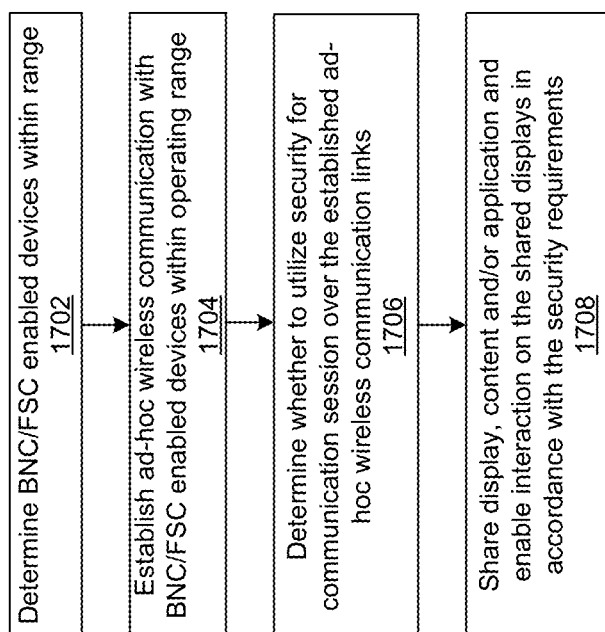 Determine BNC/FSC enabled devices within range
1702
Establish ad-hoc wireless communication with
BNC/FSC enabled devices within operating range
1704
Determine whether to utilize security for
communication session over the established ad-
hoc wireless communication links
1706
Share display, content and/or application and
enable interaction on the shared displays in
accordance with the security requirements
1708